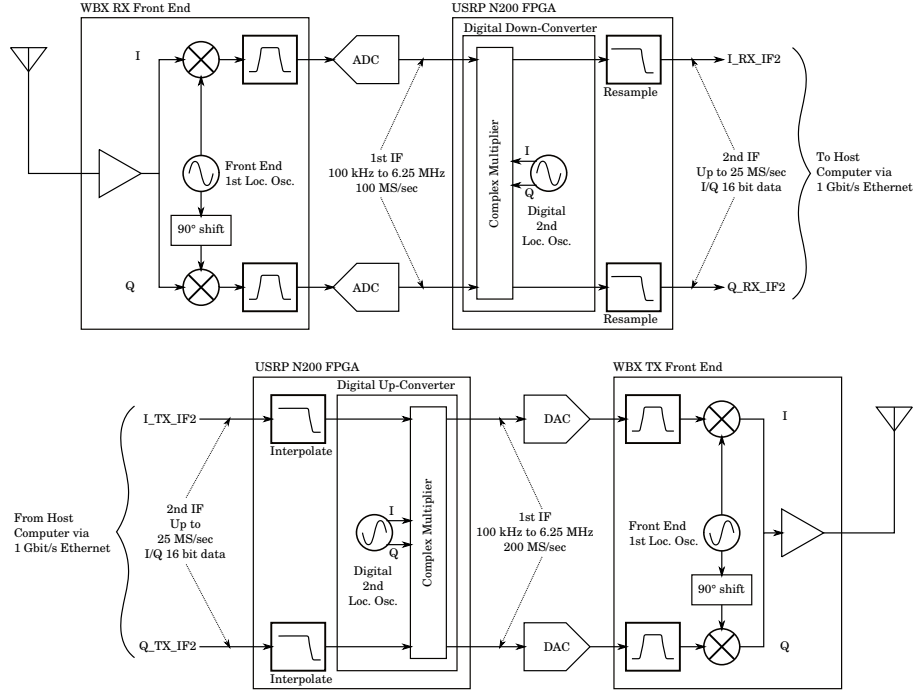 WBX RX Front End
USRP N200 FPGA
Digital Down-Converter
I
ADC
I_RX_IF2
Resample
Front End
1st Loc. Osc.
1st IF
100 kHz to 6.25 MHz
100 MS/sec
Complex Multiplier
I
Q
Digital
2nd
Loc. Osc.
2nd IF
Up to 25 MS/sec
I/Q 16 bit data
To Host
Computer via
1 Gbit/s Ethernet
90° shift
Q
ADC
Q_RX_IF2
Resample
USRP N200 FPGA
WBX TX Front End
Digital Up-Converter
I_TX_IF2
DAC
I
Interpolate
From Host
Computer via
1 Gbit/s Ethernet
2nd IF
Up to
25 MS/sec
I/Q 16 bit data
I
Q
Digital
2nd
Loc. Osc.
Complex Multiplier
1st IF
100 kHz to 6.25 MHz
200 MS/sec
Front End
1st Loc. Osc.
90° shift
Q_TX_IF2
DAC
Q
Interpolate